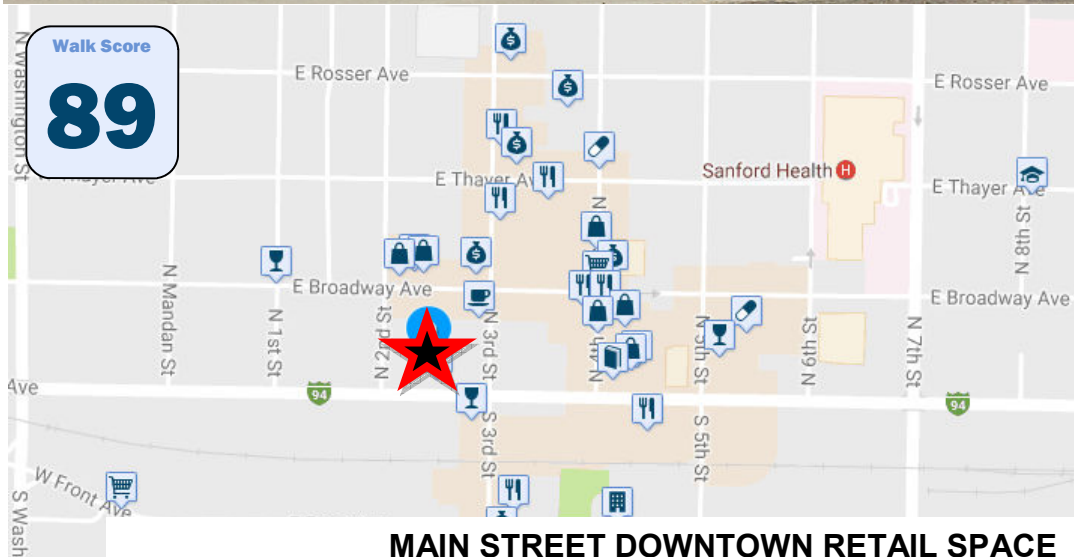 Walk Score
89
N Washington St
E Rosser Ave
E Rosser Ave
Sanford Health
H
E Thayer Av
E Thayer Ave
N 8th St
N
E Broadway Ave
E Broadway Ave
N Mandan St
N 1st St
N 2nd St
N 3rd St
N 4th
N 5th St
N 6th St
N 7th St
Ave
94
94
S 3rd St
S 5th St
W Front Ave
S Wash
MAIN STREET DOWNTOWN RETAIL SPACE